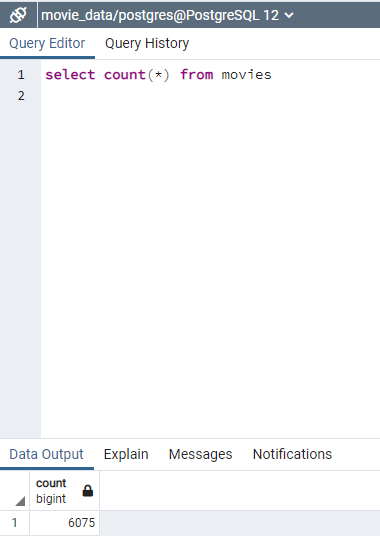 movie_data/postgres@PostgreSQL 12
Query Editor Query History
1 select count(*) from movies
2
Data Output Explain Messages Notifications
count
bigint
1 6075